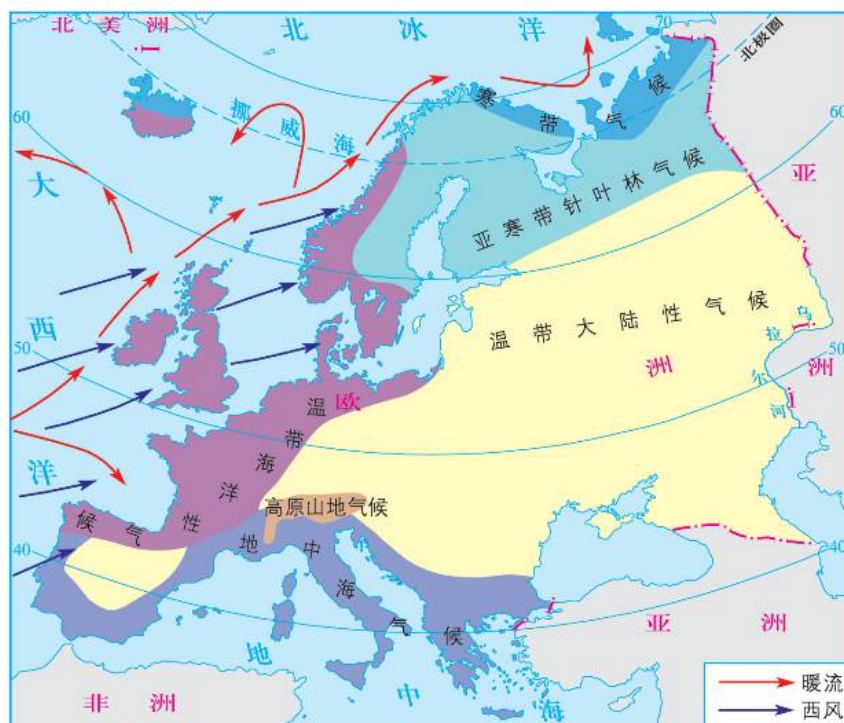 北美洲
北冰洋
70
北极圈
60
挪威海
寒带气候
60
大西洋
亚寒带针叶林气候
亚洲
温带大陆性气候
乌拉尔河
50
欧洲
50
洲
温带海洋性气候
高原山地气候
40
地中海气候
40
亚洲
地中海
非洲
暖流
西风